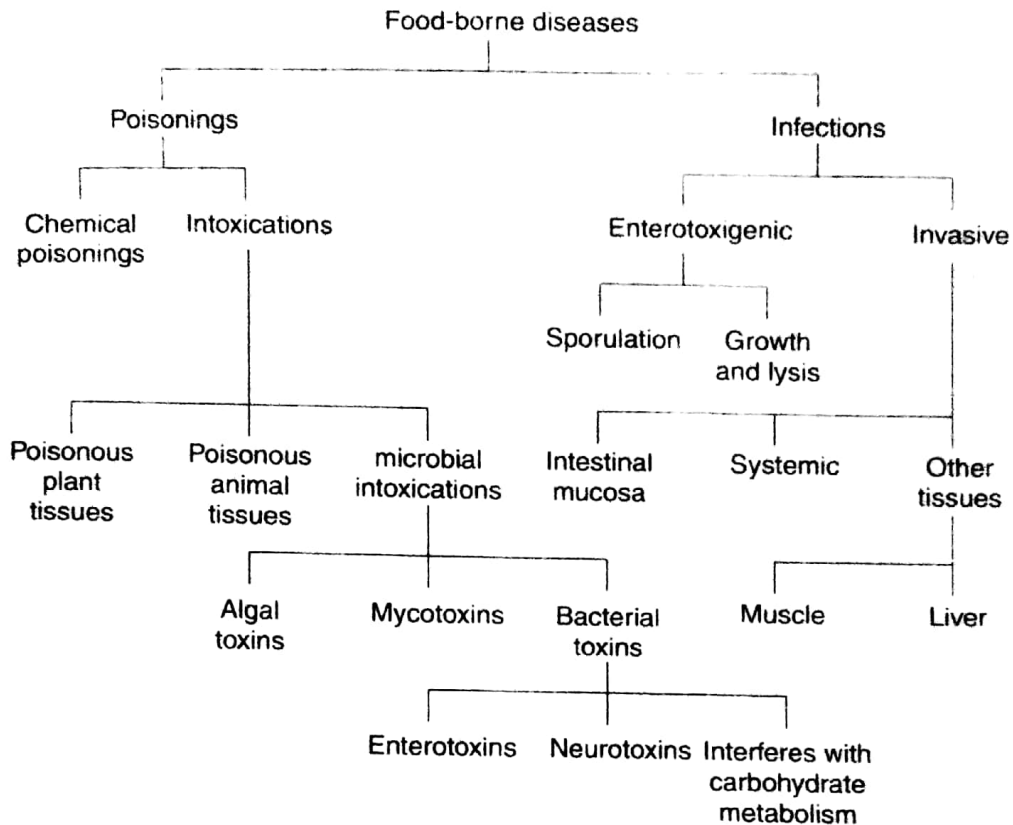 Food-borne diseases
Poisonings
Infections
Chemical
poisonings
Intoxications
Enterotoxigenic
Invasive
Sporulation
Growth
and lysis
Poisonous
plant
tissues
Poisonous
animal
tissues
microbial
intoxications
Intestinal
mucosa
Systemic
Other
tissues
Algal
toxins
Mycotoxins
Bacterial
toxins
Muscle
Liver
Enterotoxins
Neurotoxins
Interferes with
carbohydrate
metabolism